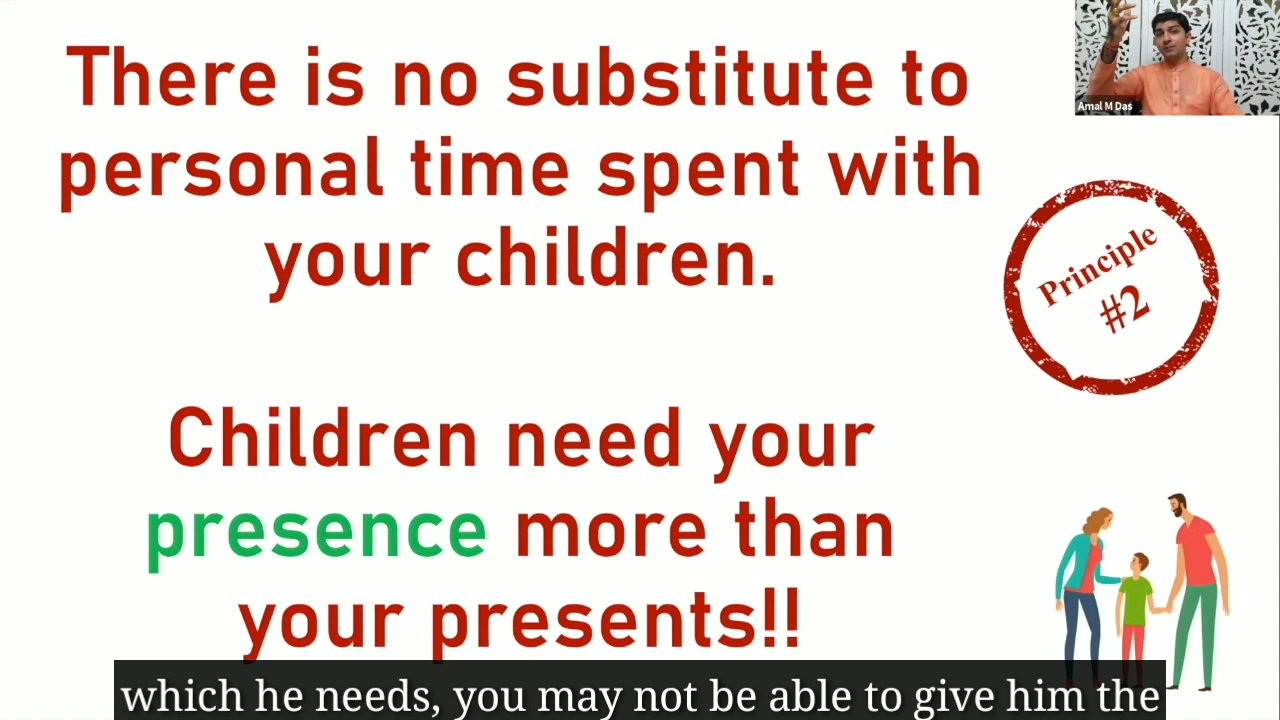 There is no substitute to
personal time spent with
your children.
Children need your
presence more than
your presents!!
Amal M Das
Principle
#2
which he needs, you may not be able to give him the